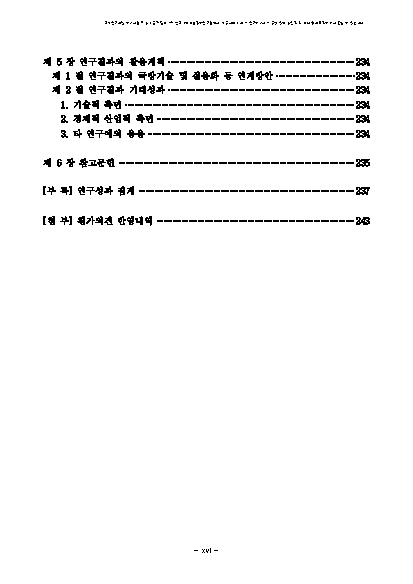 제 5 장 연구결과의 활용계획 234
제 1 절 연구결과의 국방기술 및 실용화 등 연계방안 234
제 2 절 연구결과 기대성과 234
1. 기술적 측면 234
2. 경제적 산업적 측면 234
3. 타 연구에의 응용 234
제 6 장 참고문헌 235
[부 록] 연구성과 집계 237
[첨 부] 평가의견 반영내역 243
- xvi -